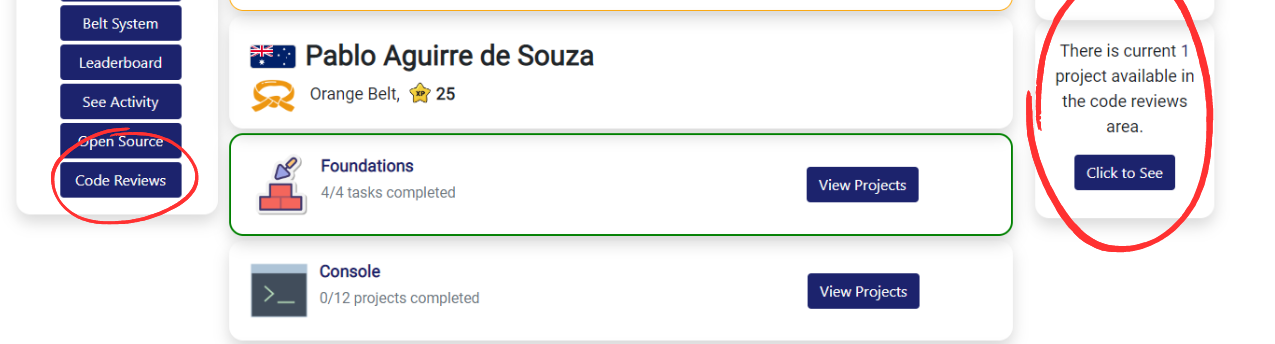 Belt System
Leaderboard
See Activity
Open Source
Code Reviews
Pablo Aguirre de Souza
Orange Belt, XP 25
Foundations
4/4 tasks completed
View Projects
Console
0/12 projects completed
View Projects
There is current 1
project available in
the code reviews
area.
Click to See